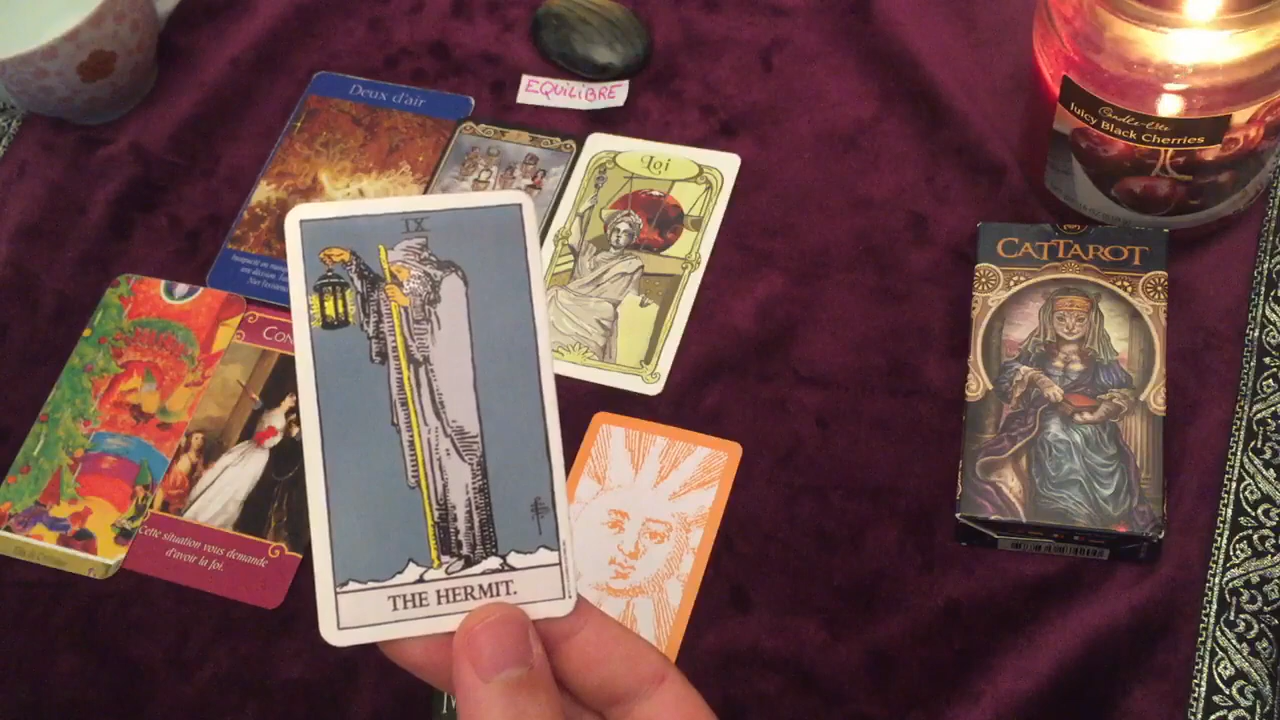 EQUILIBRE
Deux d'air
Loi
Candle-lite
Juicy Black Cherries
CATTAROT
IX
CON
Cette situation vous demande
d'avoir la foi.
THE HERMIT.